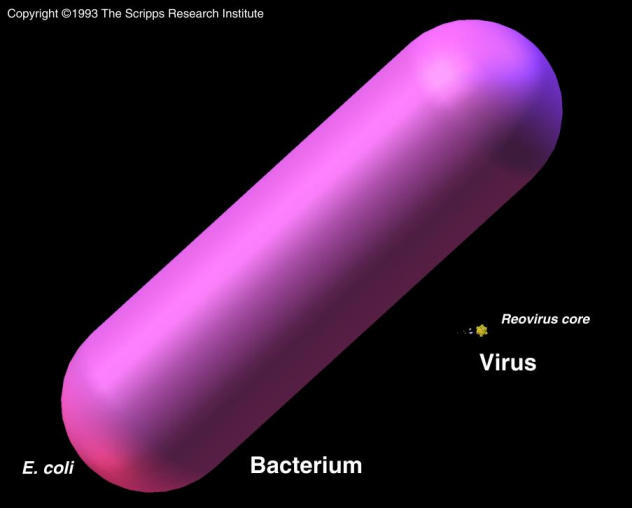 Copyright ©1993 The Scripps Research Institute
Reovirus core
Virus
E. coli
Bacterium